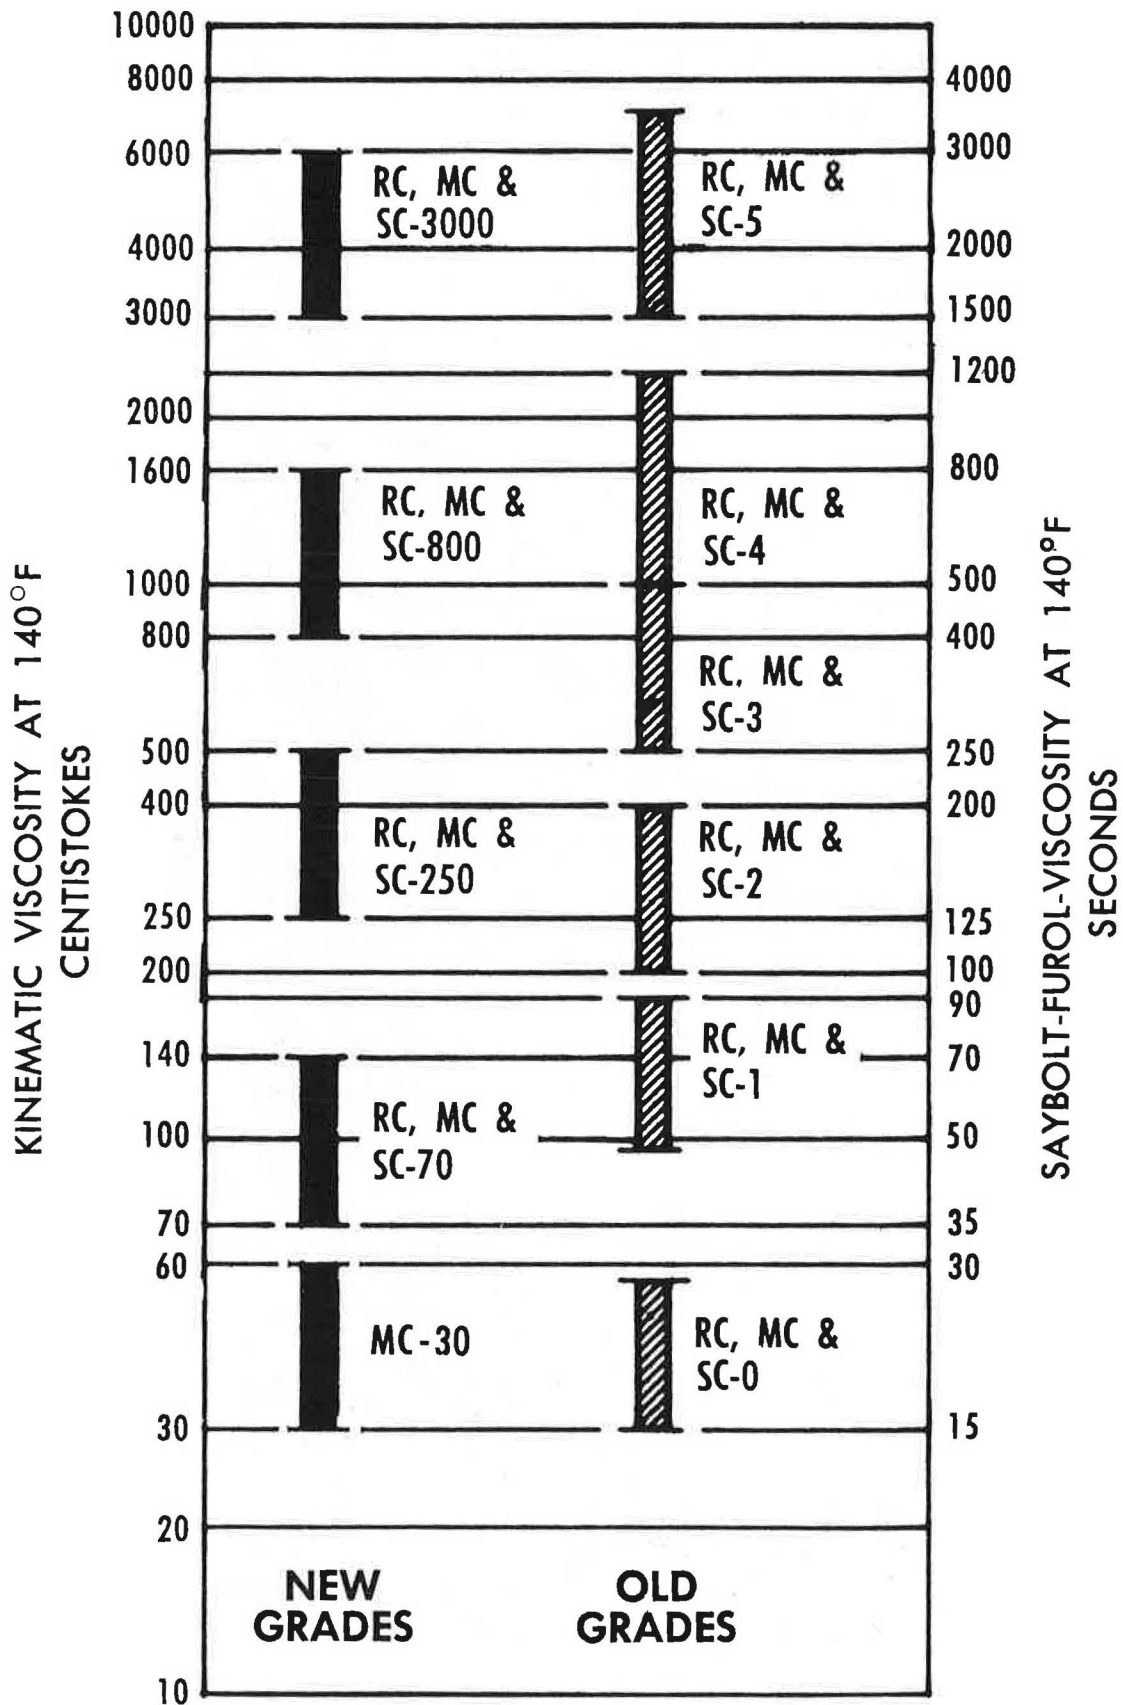 10000
8000
6000
4000
3000
2000
1600
1000
800
500
400
250
200
140
100
70
60
30
20
10
KINEMATIC VISCOSITY AT 140°F
CENTISTOKES
RC, MC &
SC-3000
RC, MC &
SC-800
RC, MC &
SC-250
RC, MC &
SC-70
MC-30
NEW
GRADES
RC, MC &
SC-5
RC, MC &
SC-4
RC, MC &
SC-3
RC, MC &
SC-2
RC, MC &
SC-1
RC, MC &
SC-0
OLD
GRADES
4000
3000
2000
1500
1200
800
500
400
250
200
125
100
90
70
50
35
30
15
SAYBOLT-FUROL-VISCOSITY AT 140°F
SECONDS